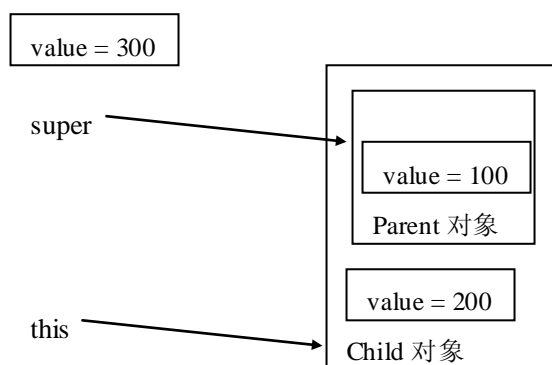 value = 300
super
value = 100
Parent 对象
value = 200
this
Child 对象